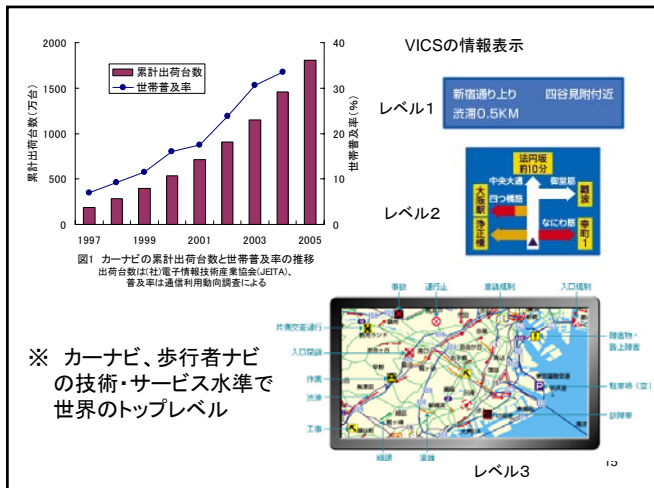 2000
1500
1000
500
0
累計出荷台数(万台)
累計出荷台数
世帯普及率
40
30
20
10
0
世帯普及率(%)
1997
1999
2001
2003
2005
図1 カーナビの累計出荷台数と世帯普及率の推移
出荷台数は(社)電子情報技術産業協会(JEITA)、
普及率は通信利用動向調査による
※ カーナビ、歩行者ナビ
の技術・サービス水準で
世界のトップレベル
VICSの情報表示
レベル1
新宿通り上り 四谷見附付近
渋滞0.5KM
レベル2
法円坂
約10分
中央大通
御堂筋
大阪駅
四つ橋筋
難波
浄正橋
なにわ筋
幸町1
事故
通行止
車線規制
入口規制
片側交互通行
障害物・
路上障害
入口閉鎖
作業
渋滞
駐車場(空)
故障車
工事
順調
混雑
レベル3
15